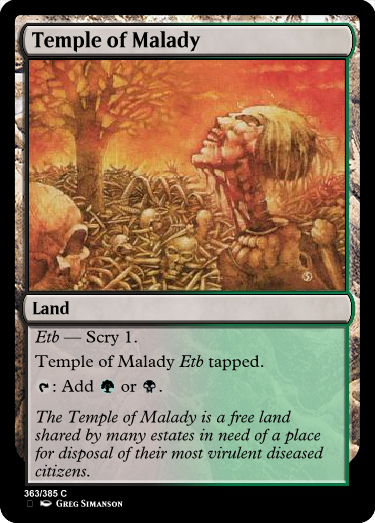 Temple of Malady
Land
Etb — Scry 1.
Temple of Malady Etb tapped.
: Add or .
The Temple of Malady is a free land
shared by many estates in need of a place
for disposal of their most virulent diseased
citizens.
363/385 C
Greg Simanson